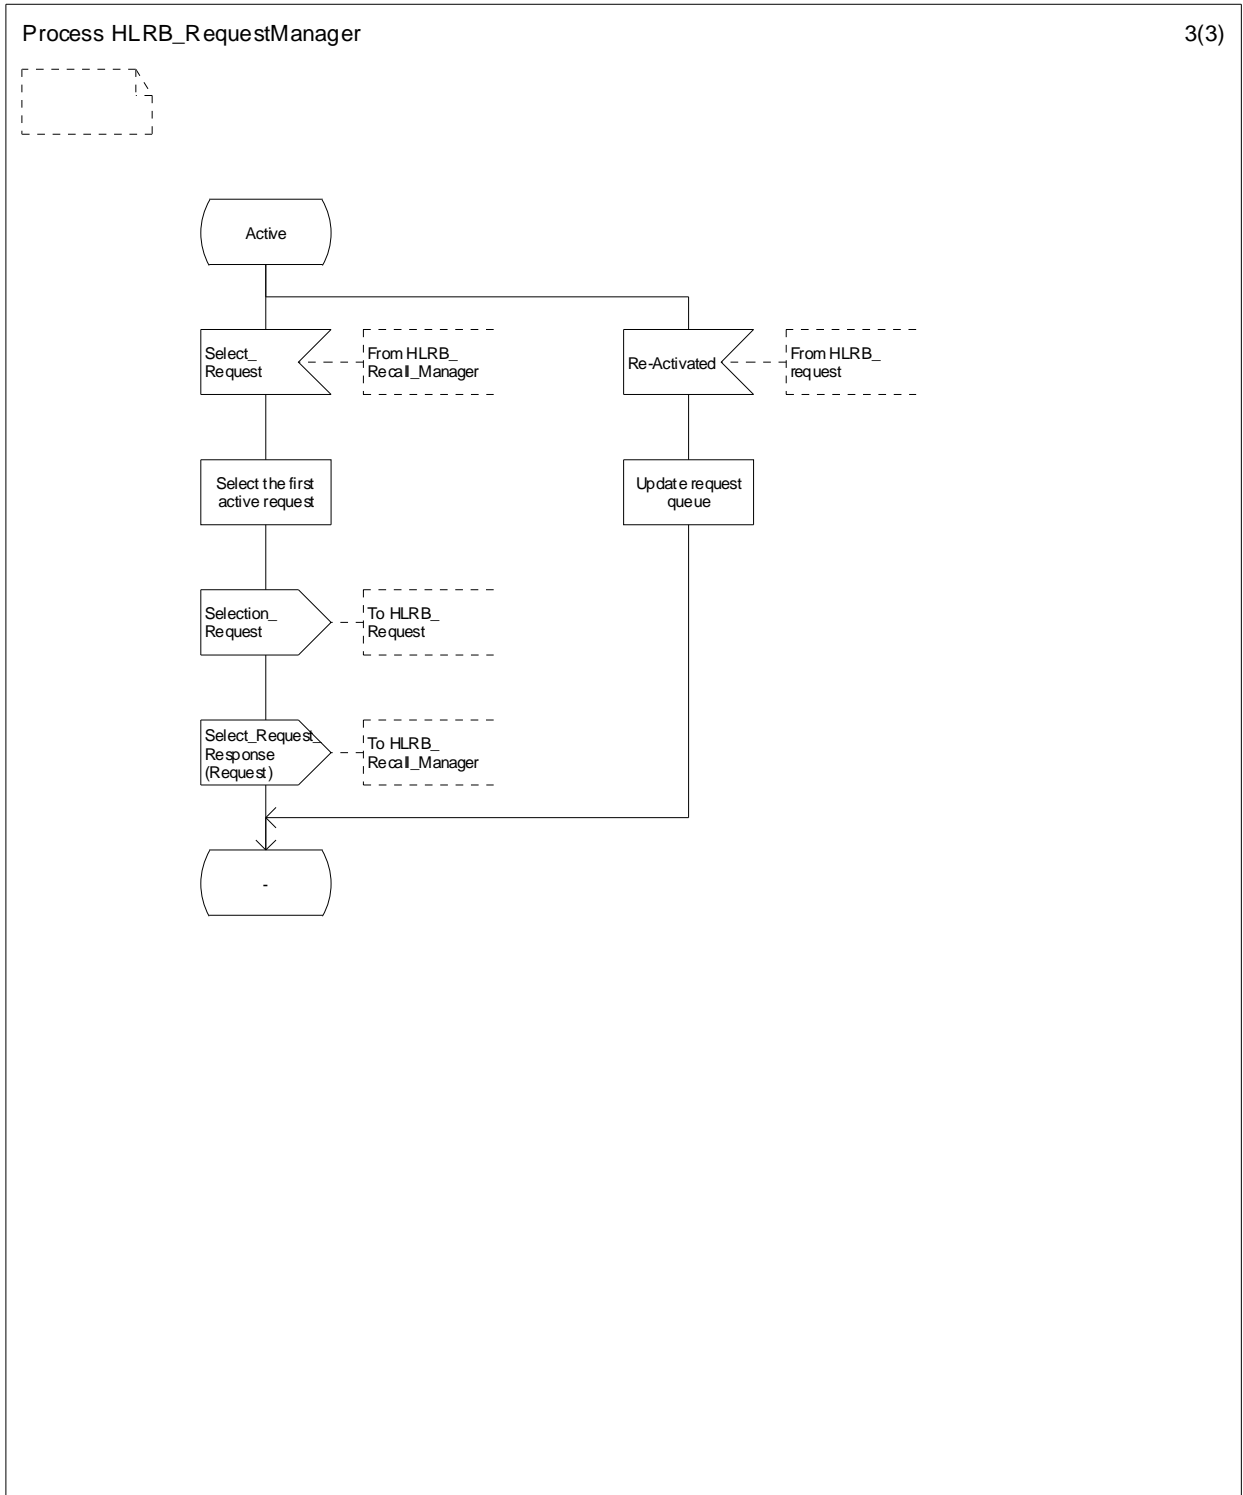 Process HLRB_RequestManager
3(3)
Active
Select_
Request
From HLRB_
Recall_Manager
Re-Activated
From HLRB_
request
Select the first
active request
Update request
queue
Selection_
Request
To HLRB_
Request
Select_Request_
Response
(Request)
To HLRB_
Recall_Manager
-